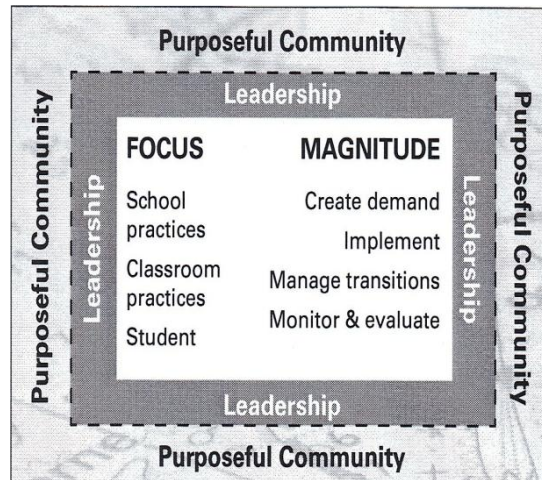 Purposeful Community
Leadership
Purposeful Community
Leadership
FOCUS
School
practices
Classroom
practices
Student
MAGNITUDE
Create demand
Implement
Manage transitions
Monitor & evaluate
Leadership
Purposeful Community
Leadership
Purposeful Community